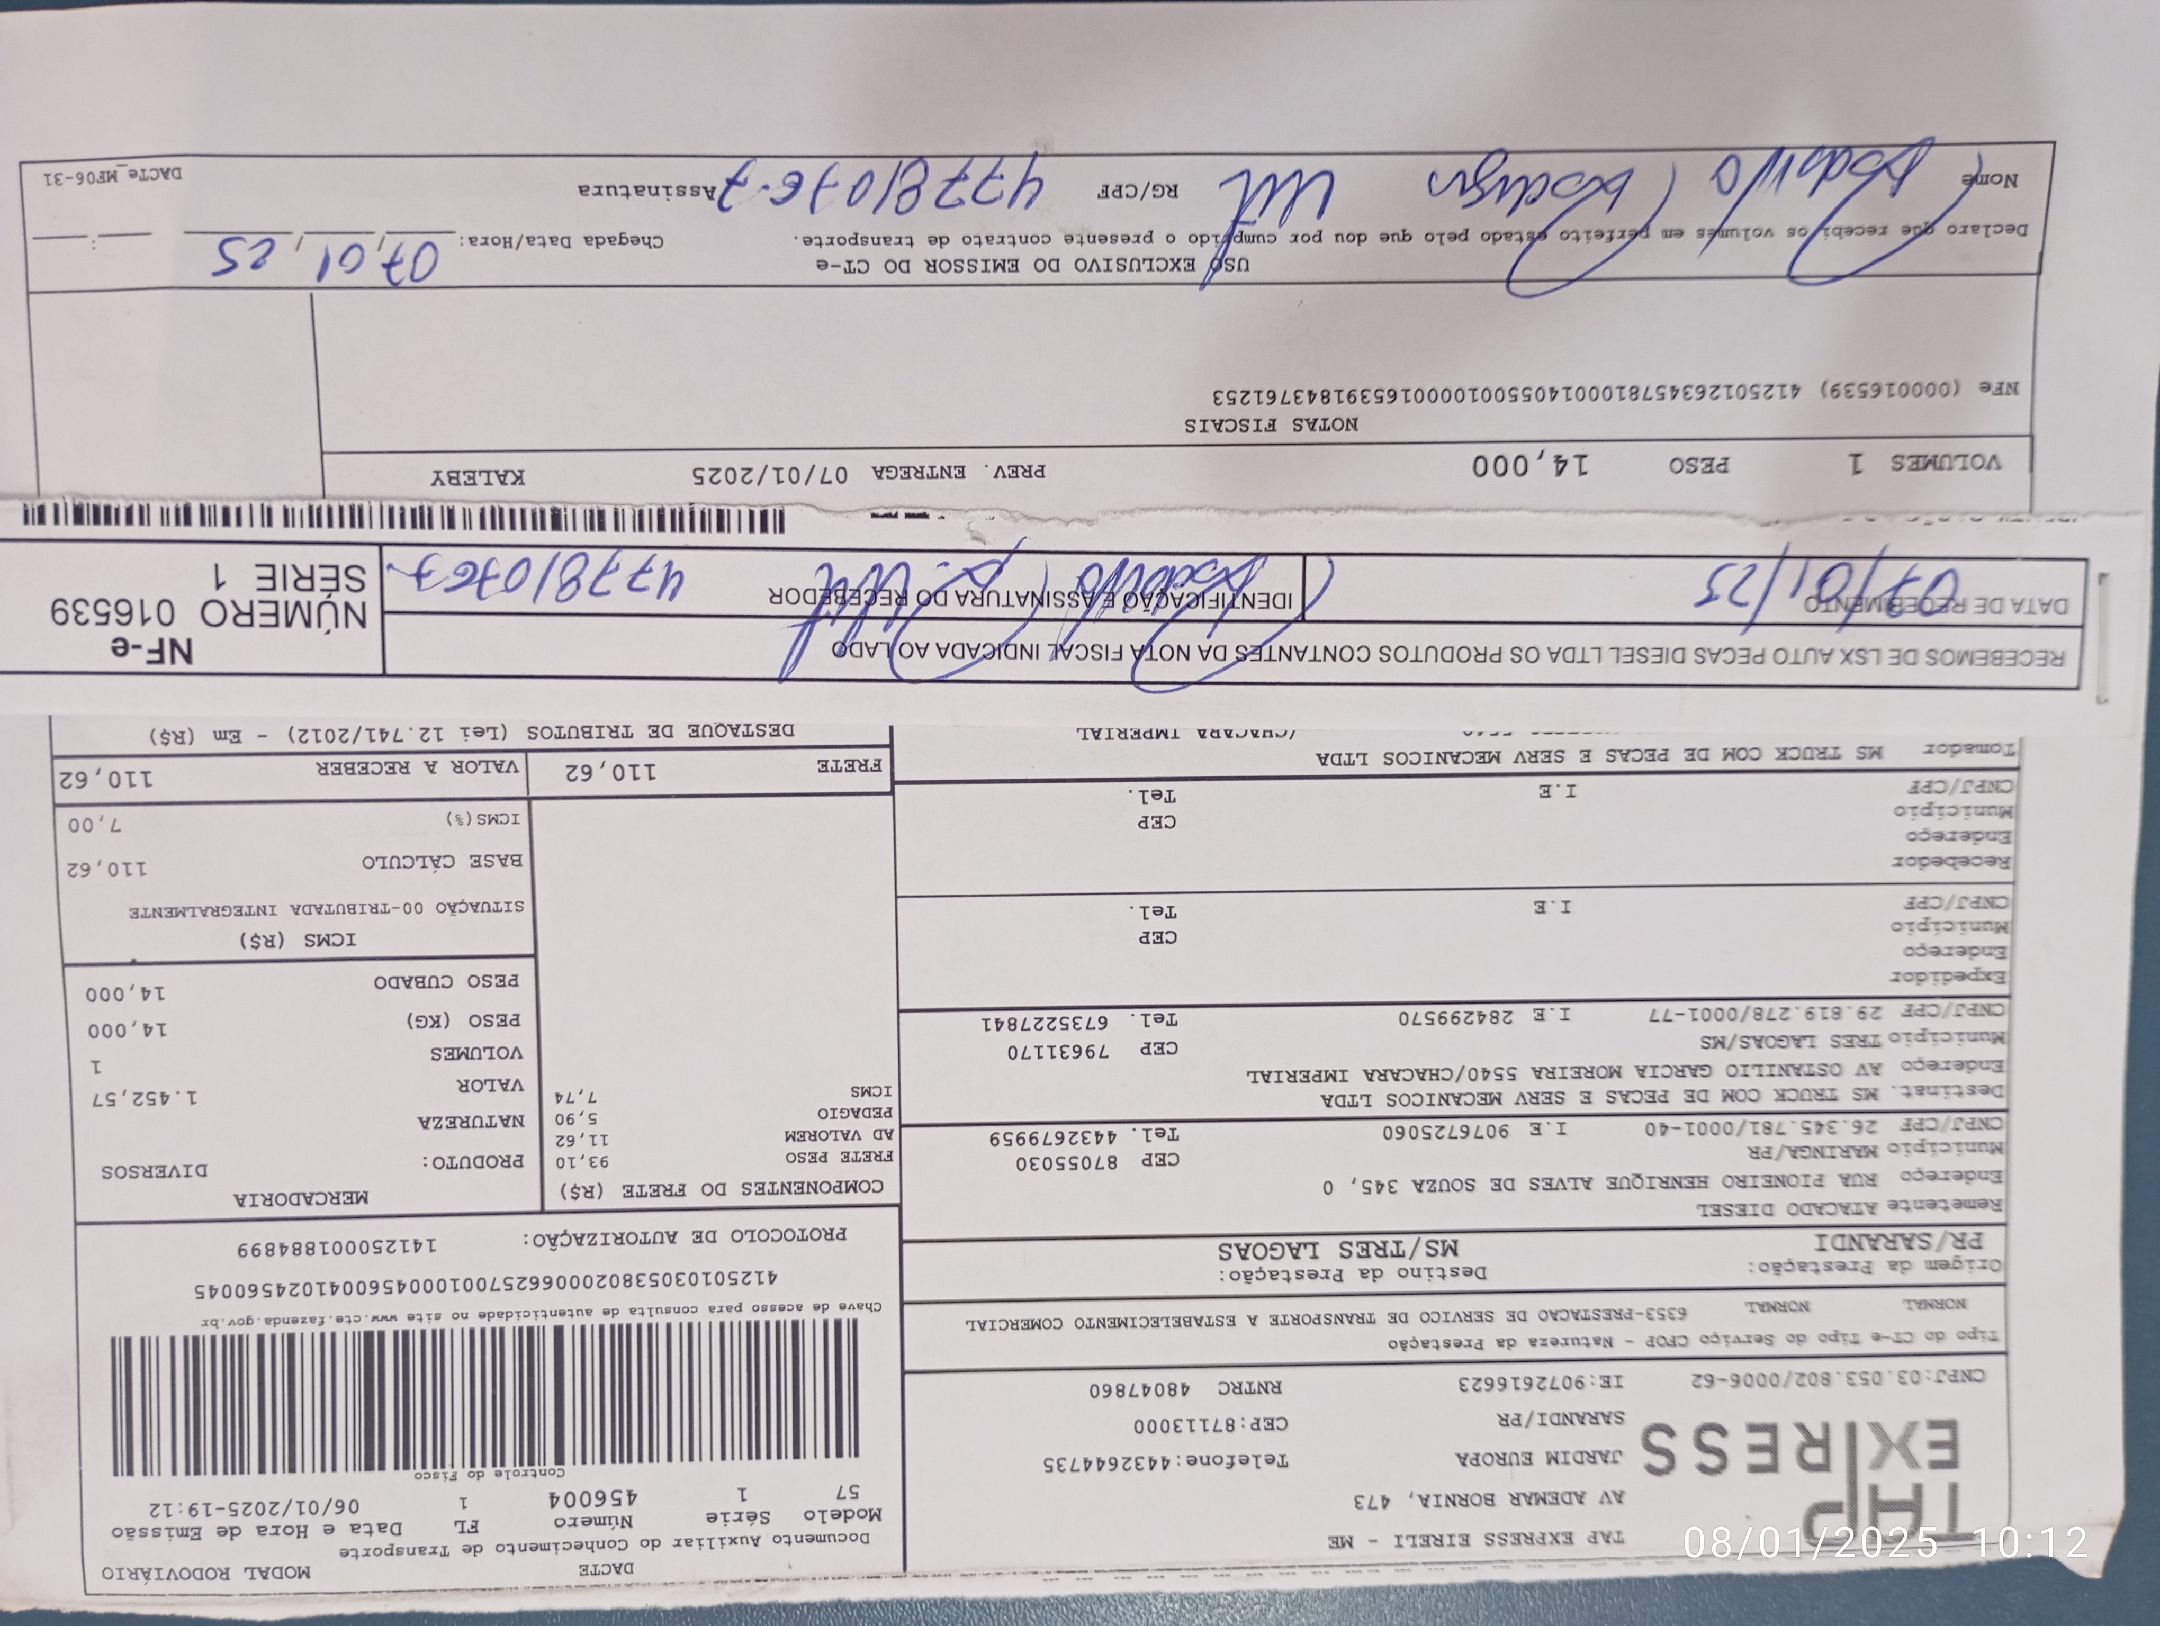 DACTE
MODAL RODOVIÁRIO
Documento Auxiliar do Conhecimento de Transporte
Modelo Série Número FL Data e Hora de Emissão
57 1 456004 1 06/01/2025-19:12
Controle do Fisco
TAP EXPRESS
TAP EXPRESS EIRELI - ME
AV ADEMAR BORNIA, 473
JARDIM EUROPA Telefone:4432644735
SARANDI/PR CEP:87113000
CNPJ:03.053.802/0006-62 IE:9072616623 RNTRC 48047860
Chave de acesso para consulta de autenticidade no site www.cte.fazenda.gov.br
41250103053802000662570010004560041024560045
PROTOCOLO DE AUTORIZAÇÃO: 141250001884899
Tipo do CT-e Tipo do Serviço CFOP - Natureza da Prestação
NORMAL NORMAL 6353-PRESTACAO DE SERVICO DE TRANSPORTE A ESTABELECIMENTO COMERCIAL
Origem da Prestação: Destino da Prestação:
PR/SARANDI MS/TRES LAGOAS
Remetente ATACADO DIESEL
Endereço RUA PIONEIRO HENRIQUE ALVES DE SOUZA 345, 0
Município MARINGA/PR CEP 87055030
CNPJ/CPF 26.345.781/0001-40 I.E 9076725060 Tel. 4432679959
Destinat. MS TRUCK COM DE PECAS E SERV MECANICOS LTDA
Endereço AV OSTANILIO GARCIA MOREIRA 5540/CHACARA IMPERIAL
Município TRES LAGOAS/MS CEP 79631170
CNPJ/CPF 29.819.278/0001-77 I.E 284299570 Tel. 6735227841
Expedidor
Endereço
Município CEP
CNPJ/CPF I.E Tel.
Recebedor
Endereço
Município CEP
CNPJ/CPF I.E Tel.
Tomador MS TRUCK COM DE PECAS E SERV MECANICOS LTDA
/CHACARA IMPERIAL
COMPONENTES DO FRETE (R$)
FRETE PESO 93,10
AD VALOREM 11,62
PEDAGIO 5,90
ICMS 7,74
FRETE 110,62
MERCADORIA
PRODUTO: DIVERSOS
NATUREZA
VALOR 1.452,57
VOLUMES 1
PESO (KG) 14,000
PESO CUBADO 14,000
ICMS (R$)
SITUAÇÃO 00-TRIBUTADA INTEGRALMENTE
BASE CÁLCULO 110,62
ICMS(%) 7,00
VALOR A RECEBER 110,62
DESTAQUE DE TRIBUTOS (Lei 12.741/2012) - Em (R$)
RECEBEMOS DE LSX AUTO PECAS DIESEL LTDA OS PRODUTOS CONTANTES DA NOTA FISCAL INDICADA AO LADO
DATA DE RECEBIMENTO IDENTIFICAÇÃO E ASSINATURA DO RECEBEDOR
07/01/25 477810767
NF-e
NÚMERO 016539
SÉRIE 1
VOLUMES 1 PESO 14,000 PREV. ENTREGA 07/01/2025 KALEBY
NOTAS FISCAIS
NFe (000016539) 41250126345781000140550010000165391843761253
USO EXCLUSIVO DO EMISSOR DO CT-e
Declaro que recebi os volumes em perfeito estado pelo que dou por cumprido o presente contrato de transporte. Chegada Data/Hora: 07, 01, 25 :
Nome RG/CPF 47781076-7 Assinatura
DACTe_MF06-31
08/01/2025 10:12